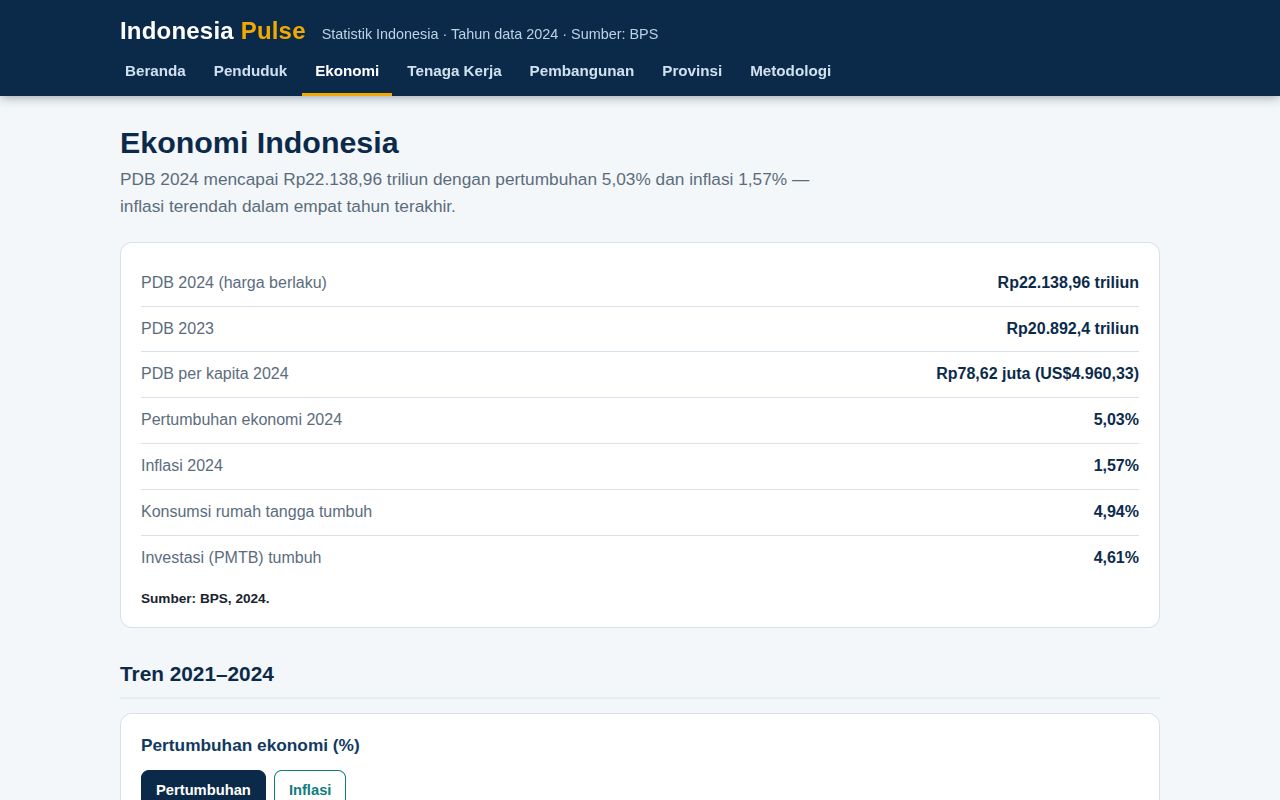 Indonesia Pulse Statistik Indonesia · Tahun data 2024 · Sumber: BPS
Beranda Penduduk Ekonomi Tenaga Kerja Pembangunan Provinsi Metodologi
Ekonomi Indonesia
PDB 2024 mencapai Rp22.138,96 triliun dengan pertumbuhan 5,03% dan inflasi 1,57% —
inflasi terendah dalam empat tahun terakhir.
PDB 2024 (harga berlaku) Rp22.138,96 triliun
PDB 2023 Rp20.892,4 triliun
PDB per kapita 2024 Rp78,62 juta (US$4.960,33)
Pertumbuhan ekonomi 2024 5,03%
Inflasi 2024 1,57%
Konsumsi rumah tangga tumbuh 4,94%
Investasi (PMTB) tumbuh 4,61%
Sumber: BPS, 2024.
Tren 2021–2024
Pertumbuhan ekonomi (%)
Pertumbuhan Inflasi